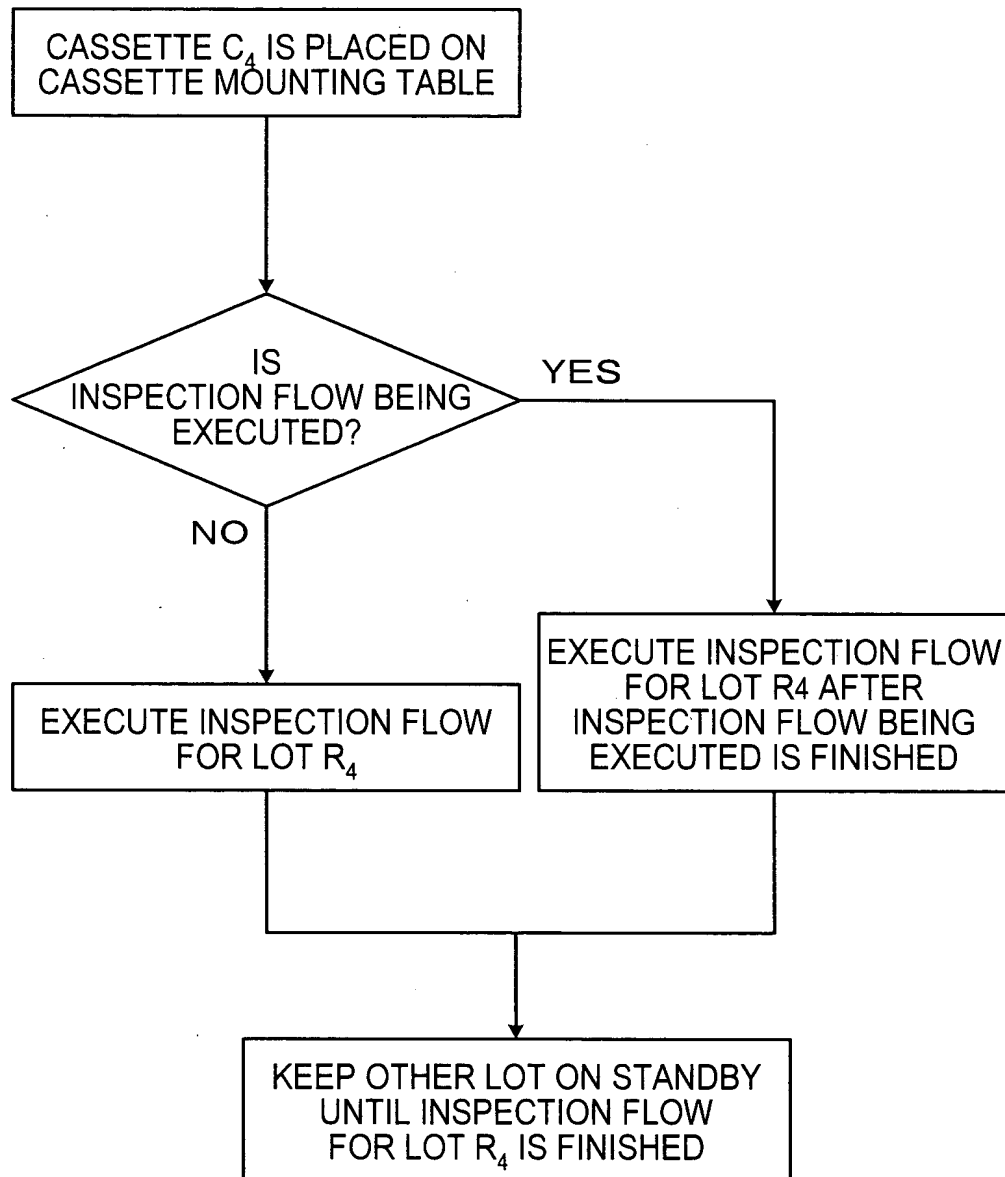 CASSETTE C₄ IS PLACED ON
CASSETTE MOUNTING TABLE
IS
INSPECTION FLOW BEING
EXECUTED?
YES
NO
EXECUTE INSPECTION FLOW
FOR LOT R₄
EXECUTE INSPECTION FLOW
FOR LOT R4 AFTER
INSPECTION FLOW BEING
EXECUTED IS FINISHED
KEEP OTHER LOT ON STANDBY
UNTIL INSPECTION FLOW
FOR LOT R₄ IS FINISHED